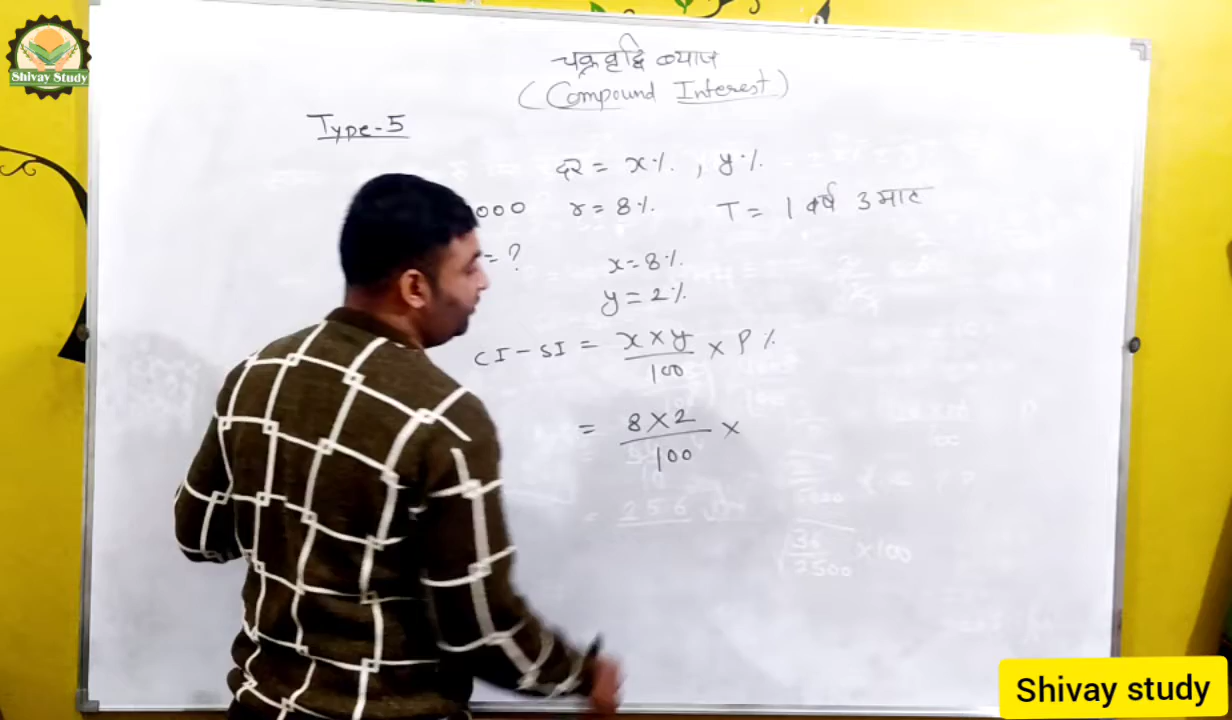 Shivay Study
चक्रवृद्धि ब्याज
(Compound Interest)
Type-5
दर = x%. , y%.
000 r = 8%. T = 1 वर्ष 3 माह
= ? x = 8%.
y = 2%.
CI - SI = x × y / 100 × P %
= 8 × 2 / 100 ×
= 256
36 / 2500 × 100
Shivay study